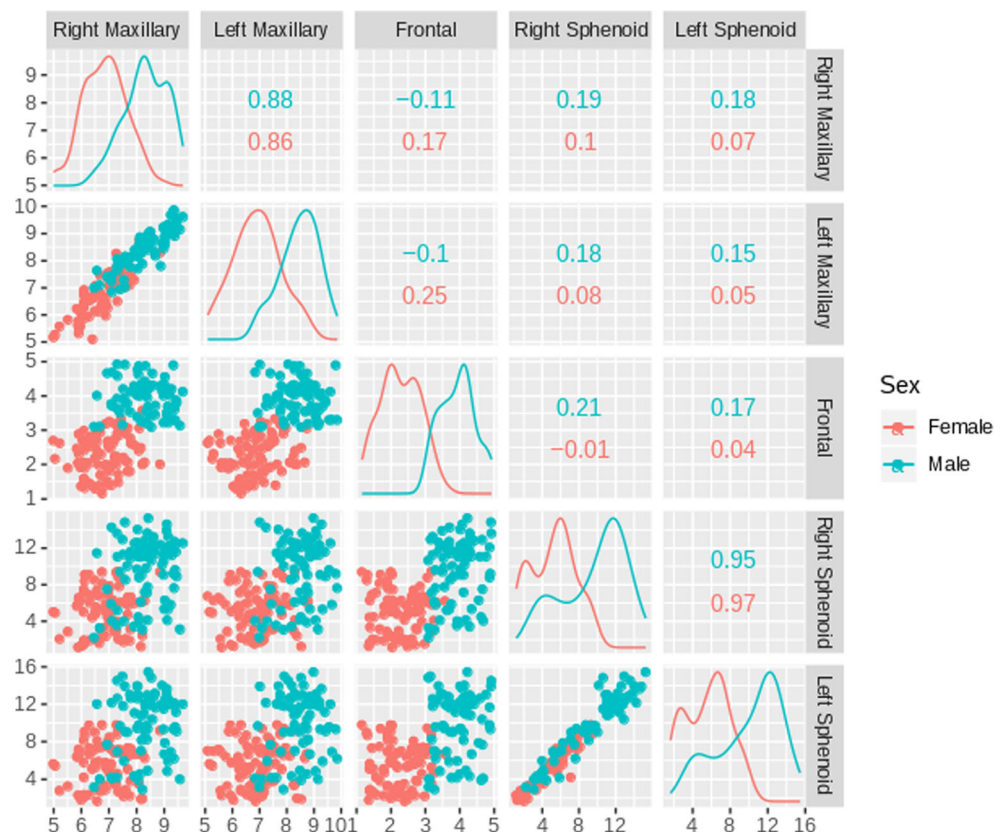 Right Maxillary Left Maxillary Frontal Right Sphenoid Left Sphenoid
9
8 0.88 −0.11 0.19 0.18
7 0.86 0.17 0.1 0.07
6
5
Right Maxillary
10
9
8 −0.1 0.18 0.15
7 0.25 0.08 0.05
6
5
Left Maxillary
5
4 0.21 0.17
3 −0.01 0.04
2
1
Frontal
12 0.95
8 0.97
4
Right Sphenoid
16
12
8
4
Left Sphenoid
5 6 7 8 9 5 6 7 8 9 10 1 2 3 4 5 4 8 12 4 8 12 16
Sex
Female
Male